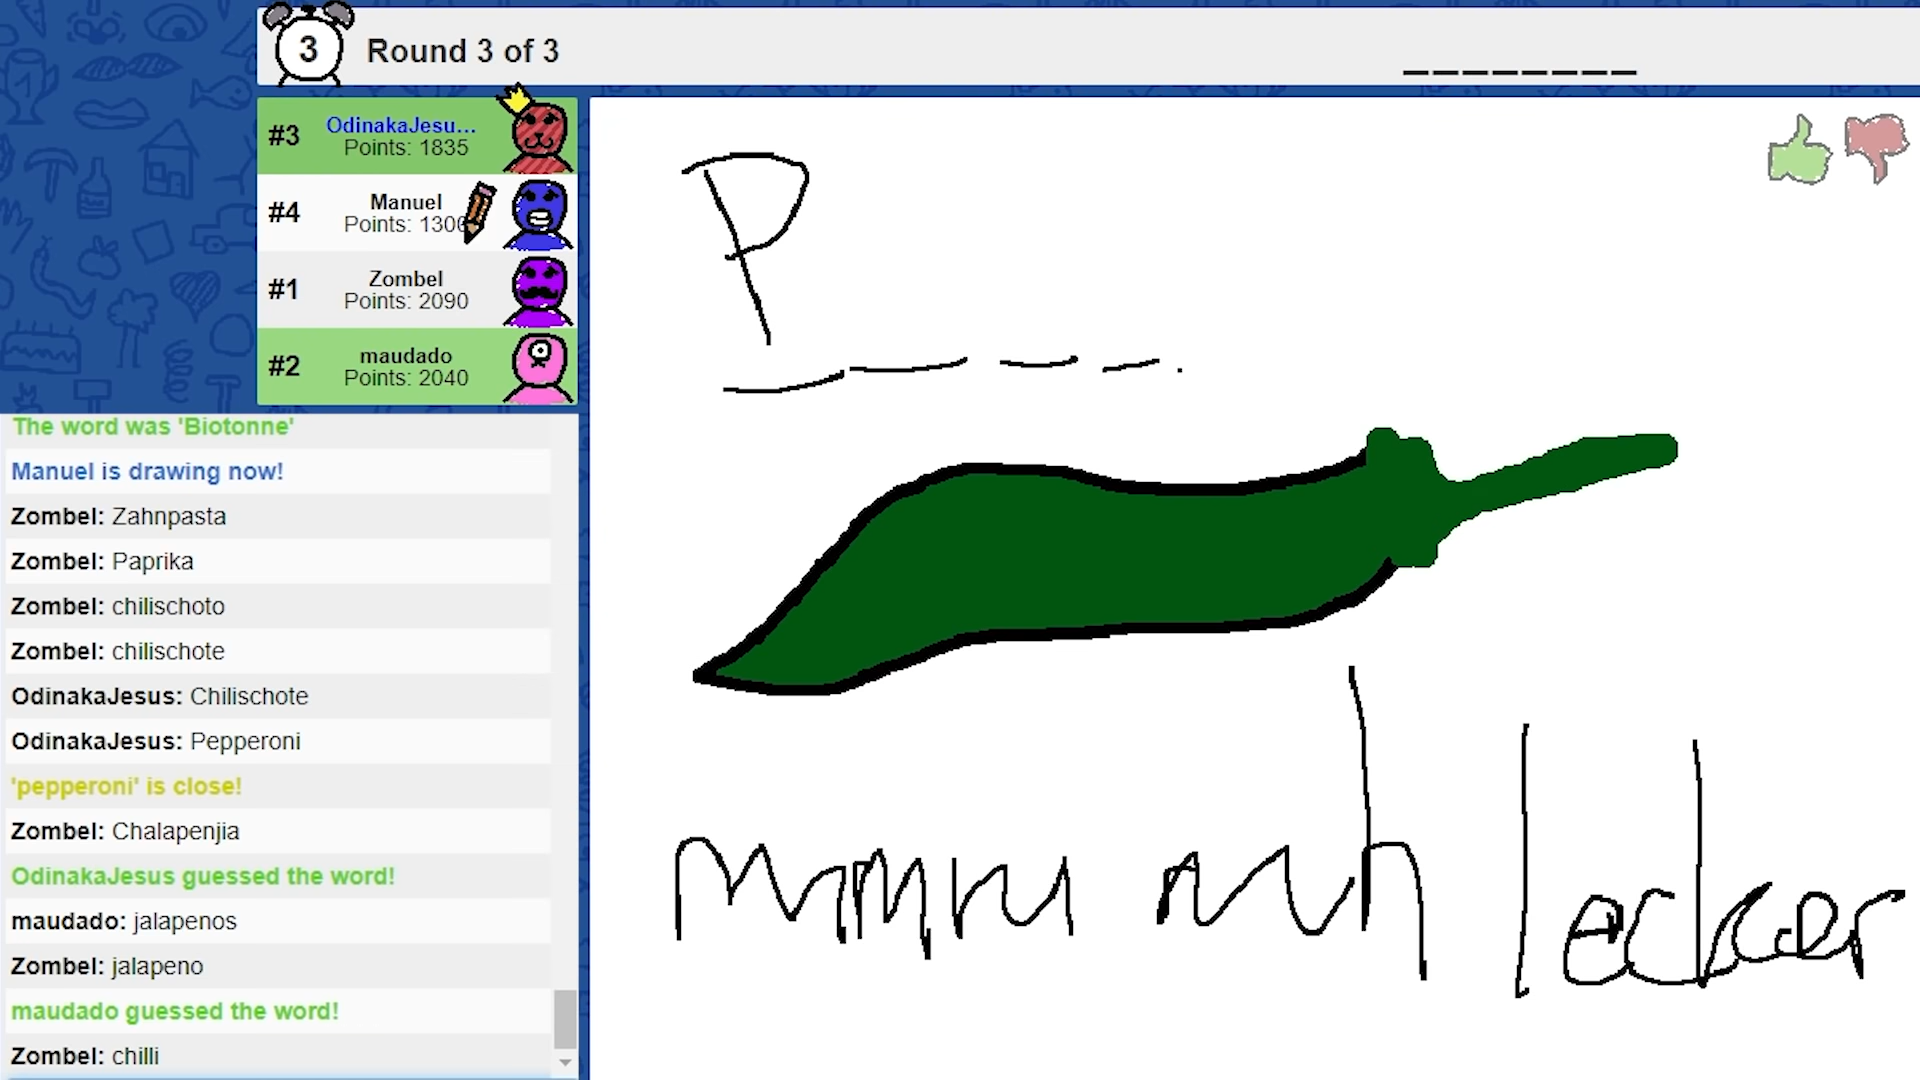 3 Round 3 of 3 ________
#3 OdinakaJesu...
Points: 1835
#4 Manuel
Points: 1306
#1 Zombel
Points: 2090
#2 maudado
Points: 2040
The word was 'Biotonne'
Manuel is drawing now!
Zombel: Zahnpasta
Zombel: Paprika
Zombel: chilischoto
Zombel: chilischote
OdinakaJesus: Chilischote
OdinakaJesus: Pepperoni
'pepperoni' is close!
Zombel: Chalapenjia
OdinakaJesus guessed the word!
maudado: jalapenos
Zombel: jalapeno
maudado guessed the word!
Zombel: chilli
P
lecker